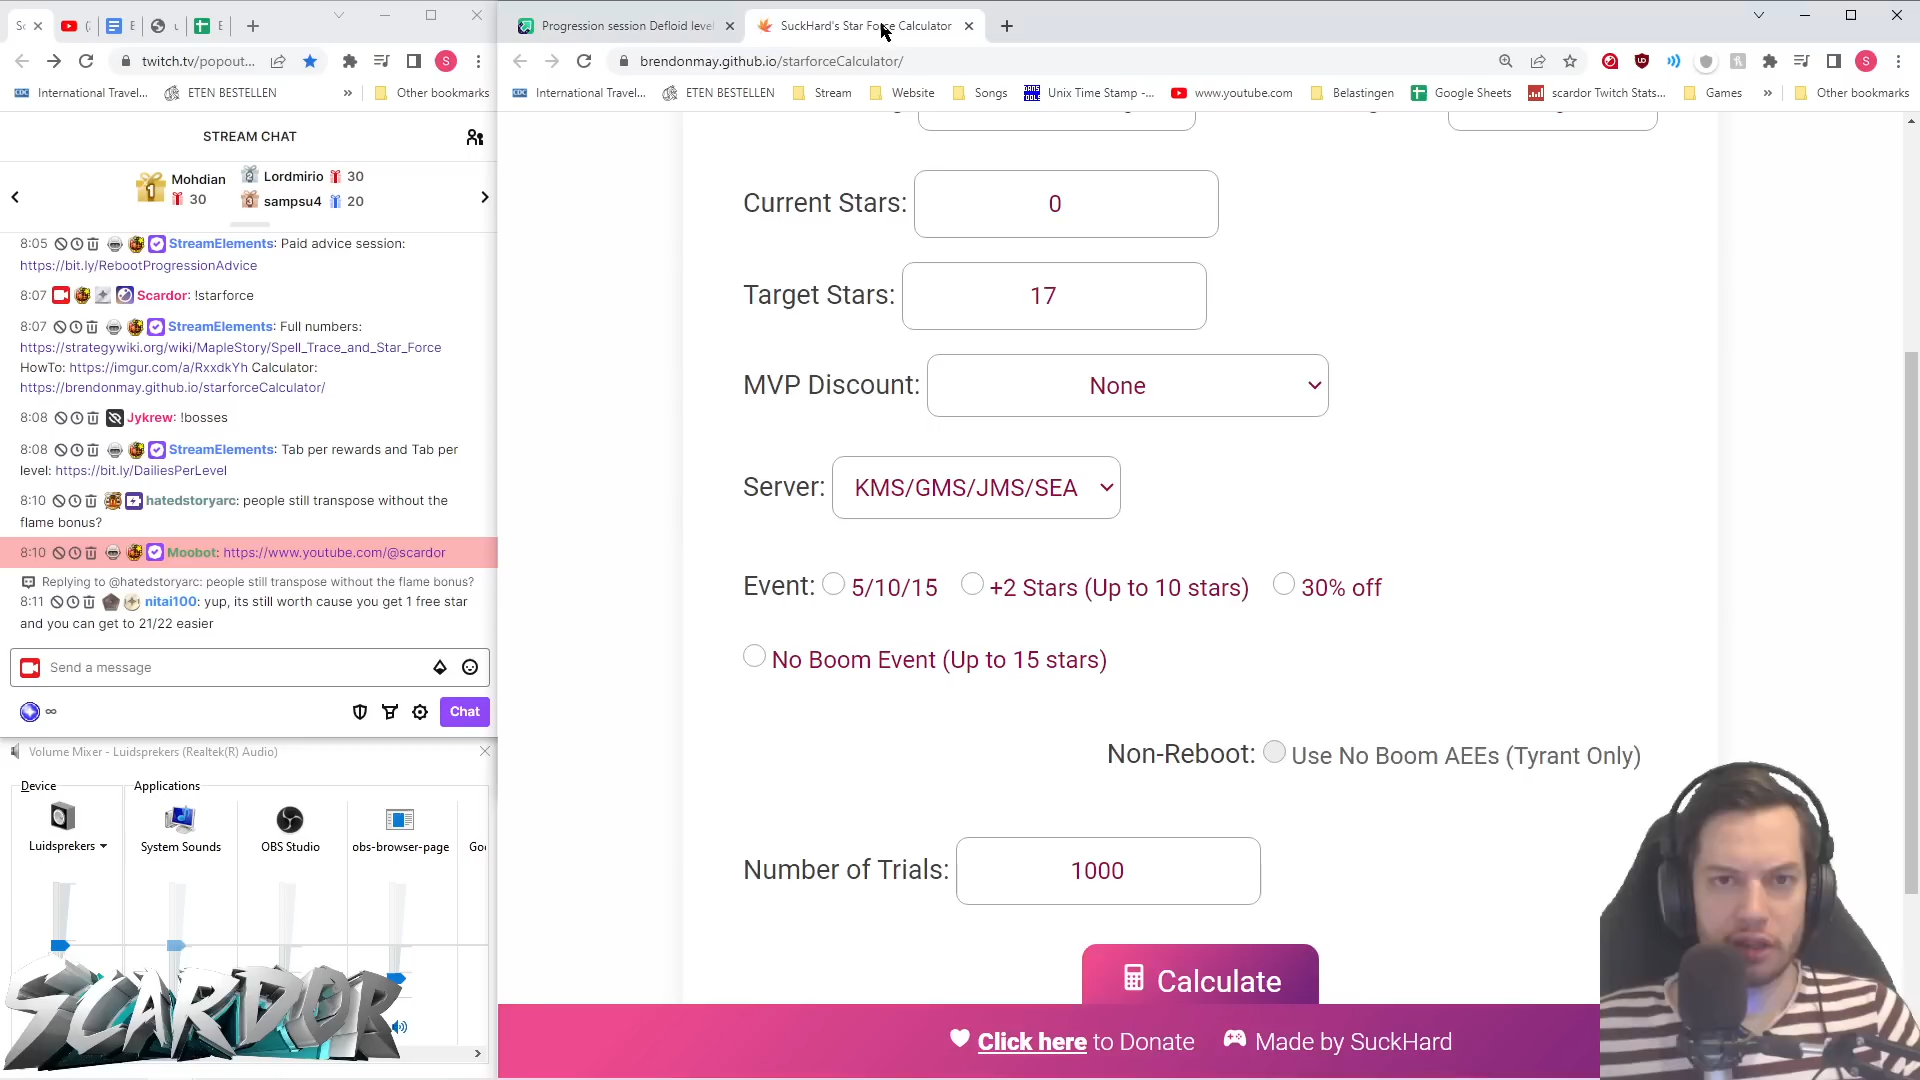 Sc
(
E
u
E
twitch.tv/popout...
S
International Travel...
ETEN BESTELLEN
»
Other bookmarks
STREAM CHAT
1
Mohdian
30
2
Lordmirio
30
3
sampsu4
20
8:05 StreamElements: Paid advice session:
https://bit.ly/RebootProgressionAdvice
8:07 Scardor: !starforce
8:07 StreamElements: Full numbers:
https://strategywiki.org/wiki/MapleStory/Spell_Trace_and_Star_Force
HowTo: https://imgur.com/a/RxxdkYh Calculator:
https://brendonmay.github.io/starforceCalculator/
8:08 Jykrew: !bosses
8:08 StreamElements: Tab per rewards and Tab per
level: https://bit.ly/DailiesPerLevel
8:10 hatedstoryarc: people still transpose without the
flame bonus?
8:10 Moobot: https://www.youtube.com/@scardor
Replying to @hatedstoryarc: people still transpose without the flame bonus?
8:11 nitai100: yup, its still worth cause you get 1 free star
and you can get to 21/22 easier
Send a message
∞
Chat
Volume Mixer - Luidsprekers (Realtek(R) Audio)
Device
Applications
Luidsprekers
System Sounds
OBS Studio
obs-browser-page
Goo
SCARDOR
Progression session Defloid level
SuckHard's Star Force Calculator
brendonmay.github.io/starforceCalculator/
S
International Travel...
ETEN BESTELLEN
Stream
Website
Songs
Unix Time Stamp -...
www.youtube.com
Belastingen
Google Sheets
scardor Twitch Stats...
Games
»
Other bookmarks
Current Stars: 0
Target Stars: 17
MVP Discount: None
Server: KMS/GMS/JMS/SEA
Event: 5/10/15 +2 Stars (Up to 10 stars) 30% off
No Boom Event (Up to 15 stars)
Non-Reboot: Use No Boom AEEs (Tyrant Only)
Number of Trials: 1000
Calculate
Click here to Donate
Made by SuckHard